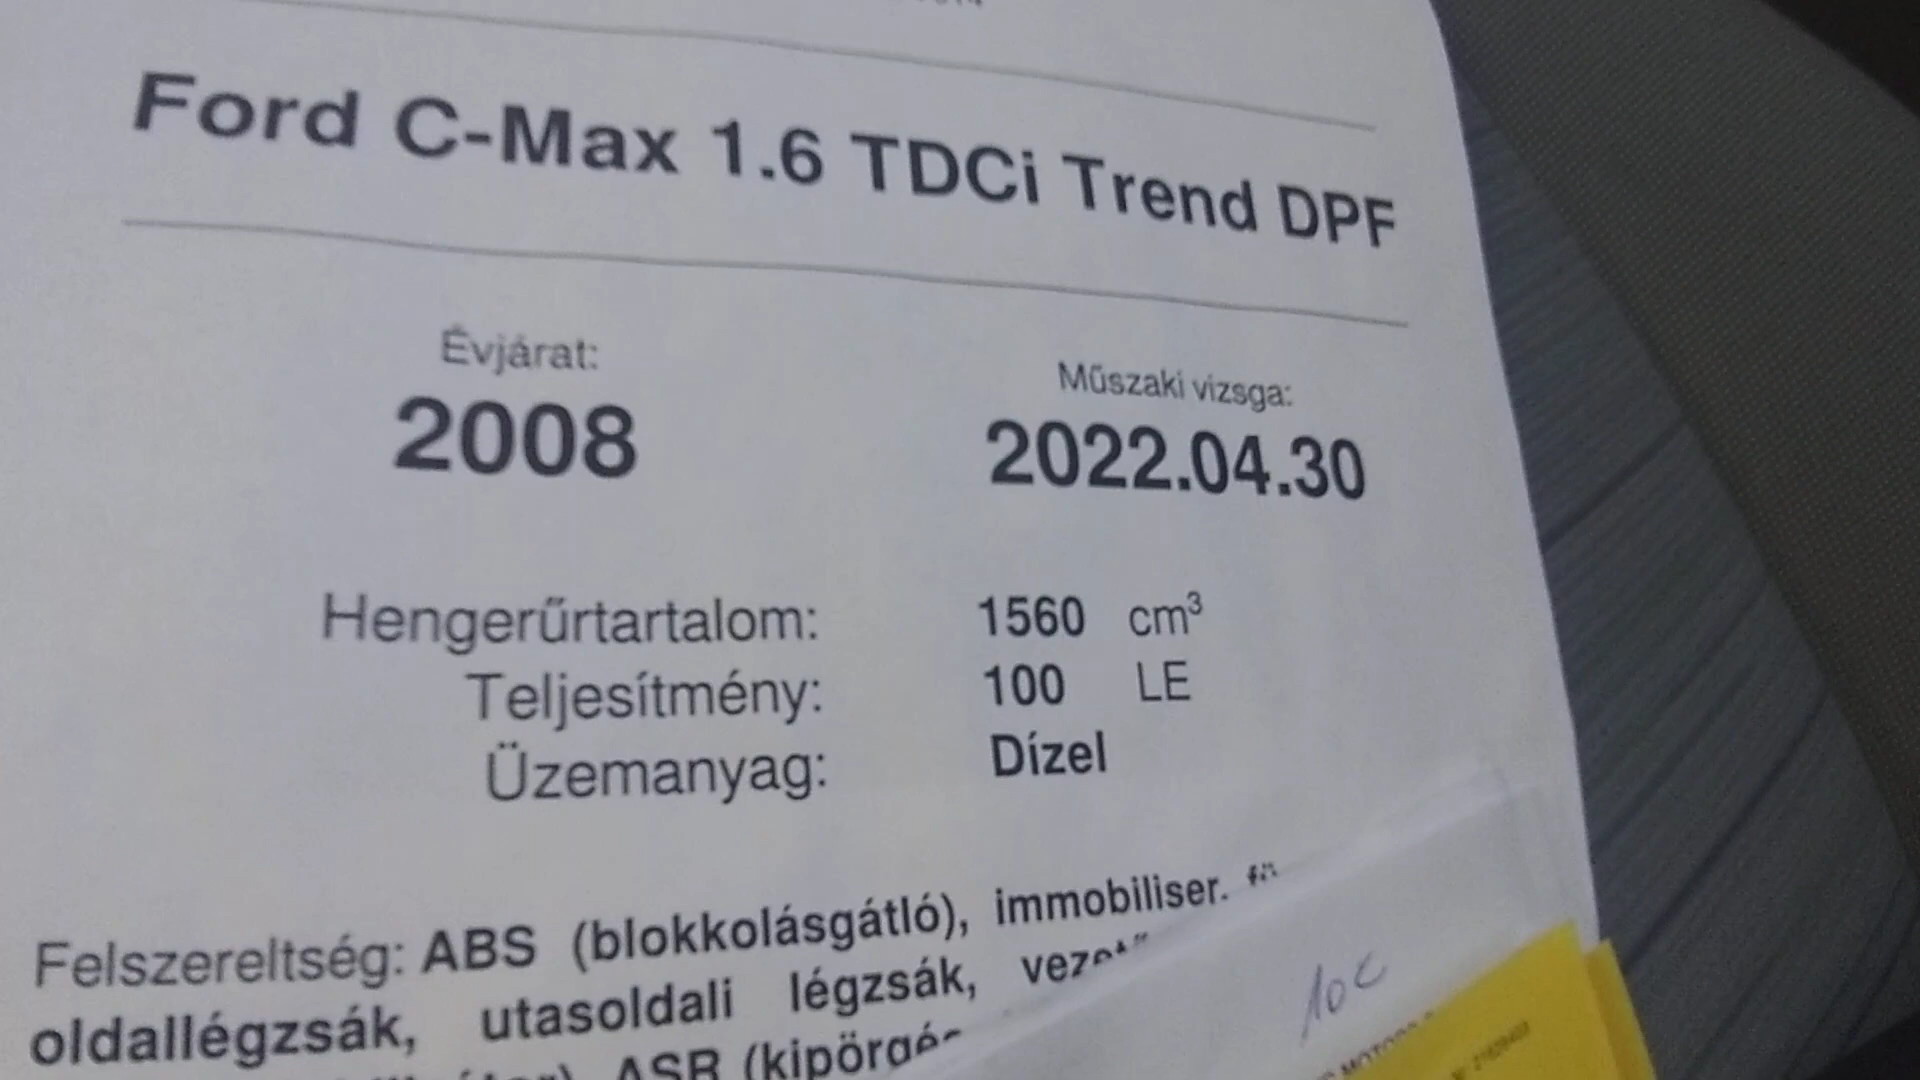 Ford C-Max 1.6 TDCi Trend DPF
Évjárat:
2008
Műszaki vizsga:
2022.04.30
Hengerűrtartalom: 1560 cm³
Teljesítmény: 100 LE
Üzemanyag: Dízel
Felszereltség: ABS (blokkolásgátló), immobiliser.
oldallégzsák, utasoldali légzsák,
ASR